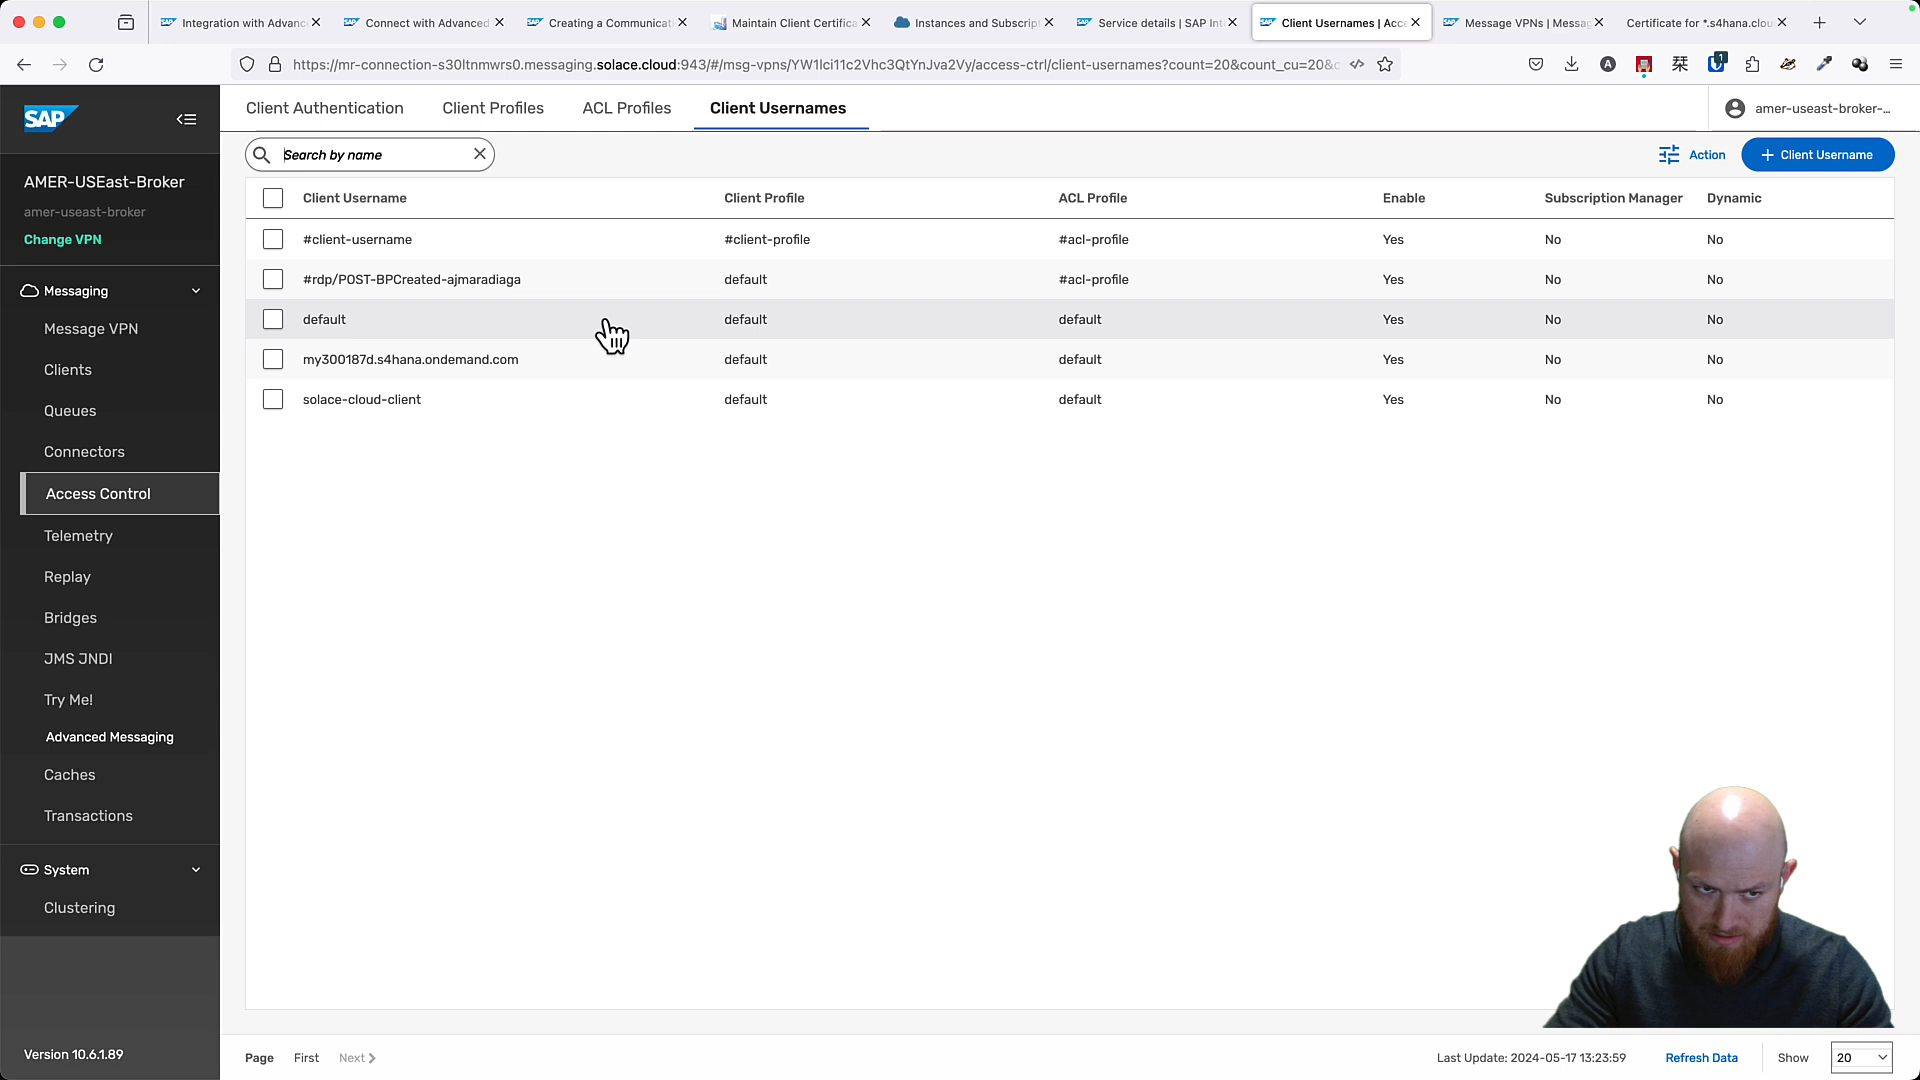 Integration with Advanc
Connect with Advanced
Creating a Communicati
Maintain Client Certifica
Instances and Subscript
Service details | SAP Int
Client Usernames | Acce
Message VPNs | Messag
Certificate for *.s4hana.clou
https://mr-connection-s30ltnmwrs0.messaging.solace.cloud:943/#/msg-vpns/YW1lci11c2Vhc3QtYnJva2Vy/access-ctrl/client-usernames?count=20&count_cu=20&c
SAP
Client Authentication
Client Profiles
ACL Profiles
Client Usernames
amer-useast-broker-...
Search by name
Action
+ Client Username
AMER-USEast-Broker
amer-useast-broker
Change VPN
Messaging
Message VPN
Clients
Queues
Connectors
Access Control
Telemetry
Replay
Bridges
JMS JNDI
Try Me!
Advanced Messaging
Caches
Transactions
System
Clustering
Version 10.6.1.89
Client Username Client Profile ACL Profile Enable Subscription Manager Dynamic
#client-username #client-profile #acl-profile Yes No No
#rdp/POST-BPCreated-ajmaradiaga default #acl-profile Yes No No
default default default Yes No No
my300187d.s4hana.ondemand.com default default Yes No No
solace-cloud-client default default Yes No No
Page First Next
Last Update: 2024-05-17 13:23:59
Refresh Data
Show 20